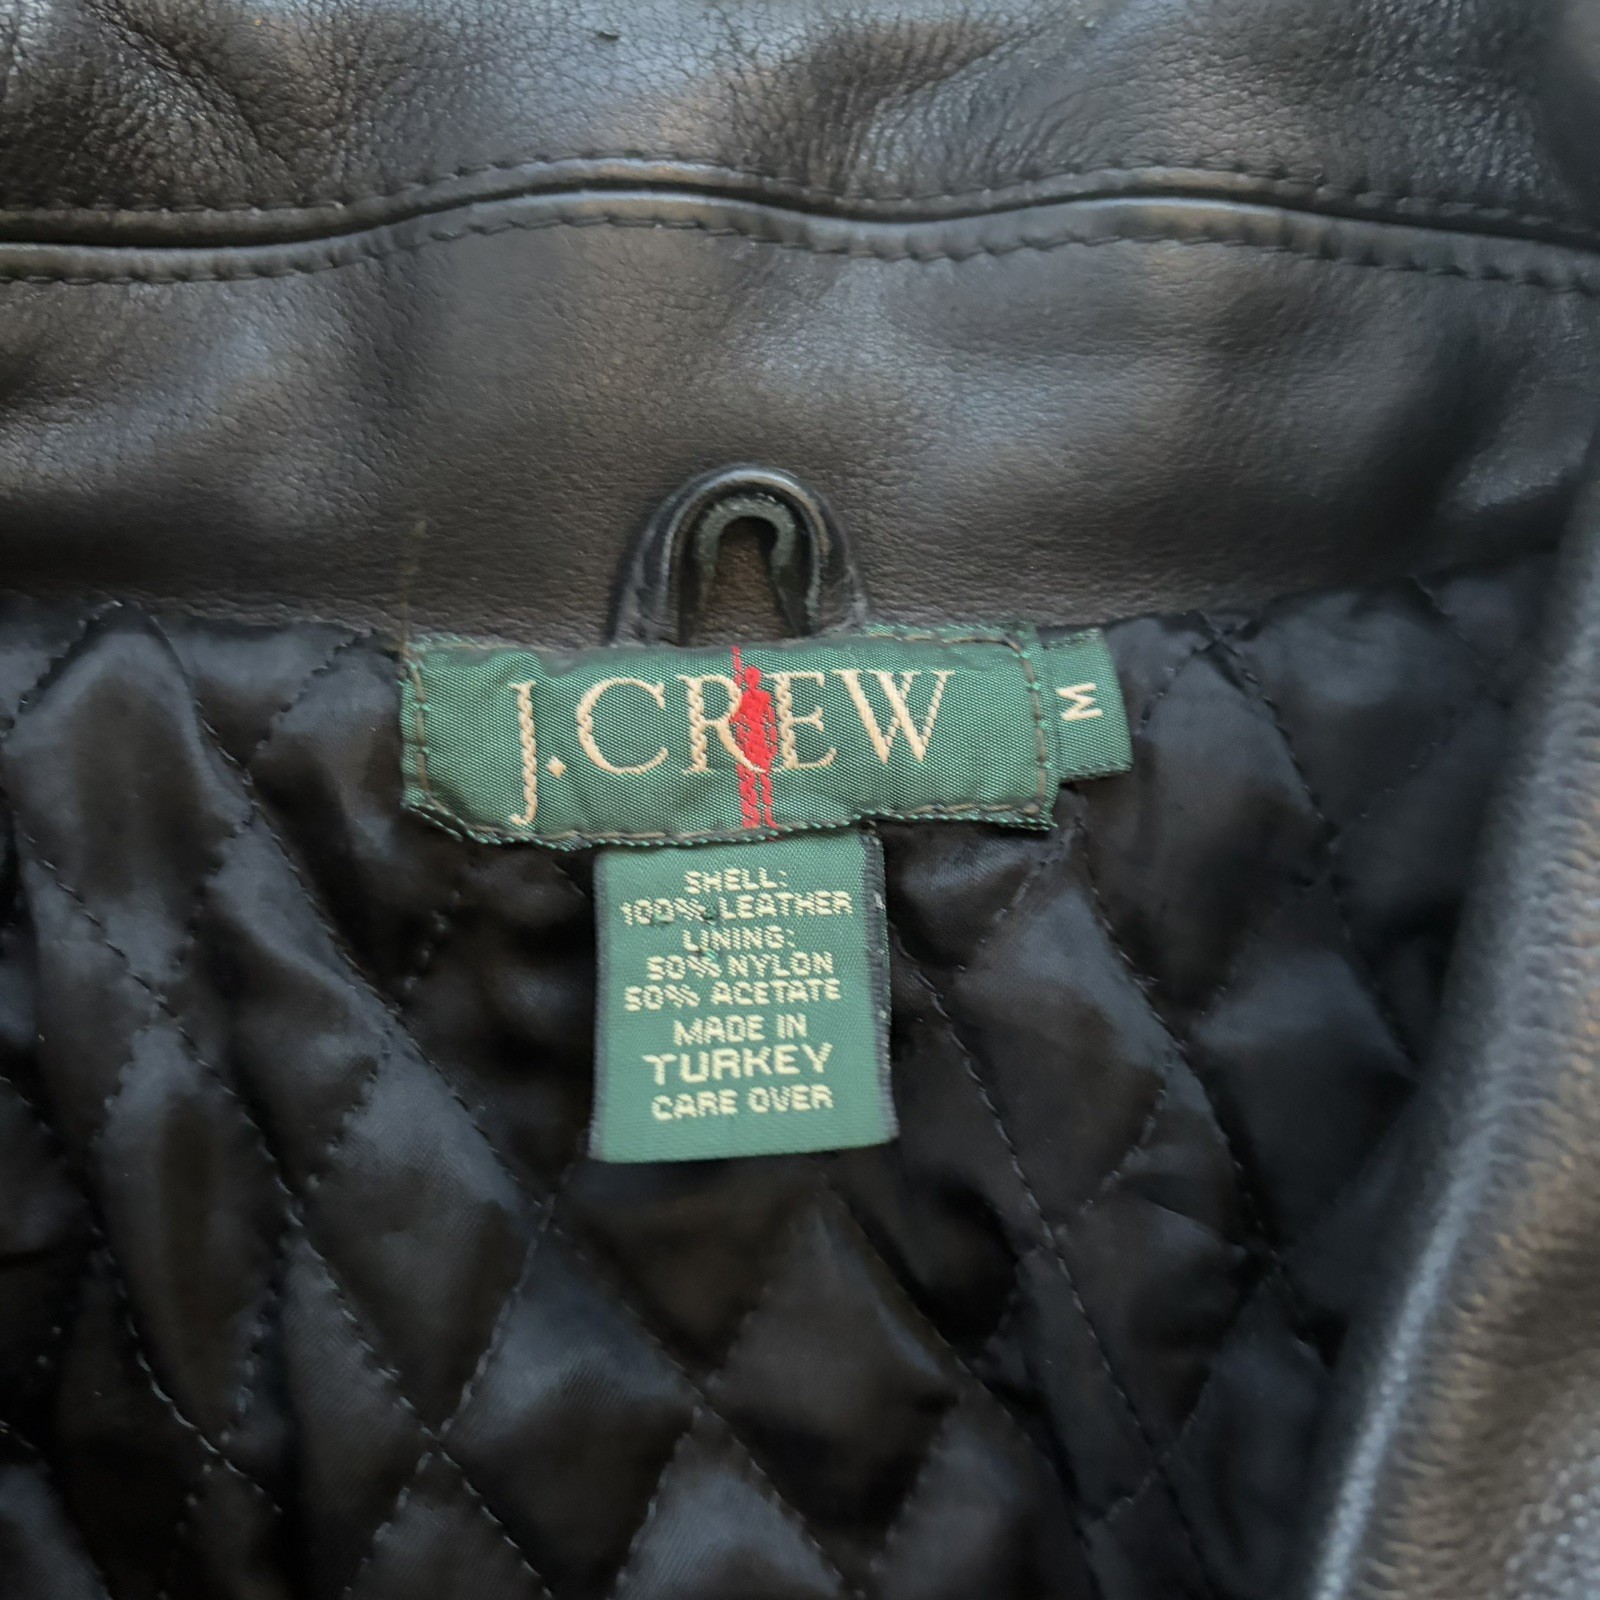 J.CREW
M
SHELL:
100% LEATHER
LINING:
50% NYLON
50% ACETATE
MADE IN
TURKEY
CARE OVER